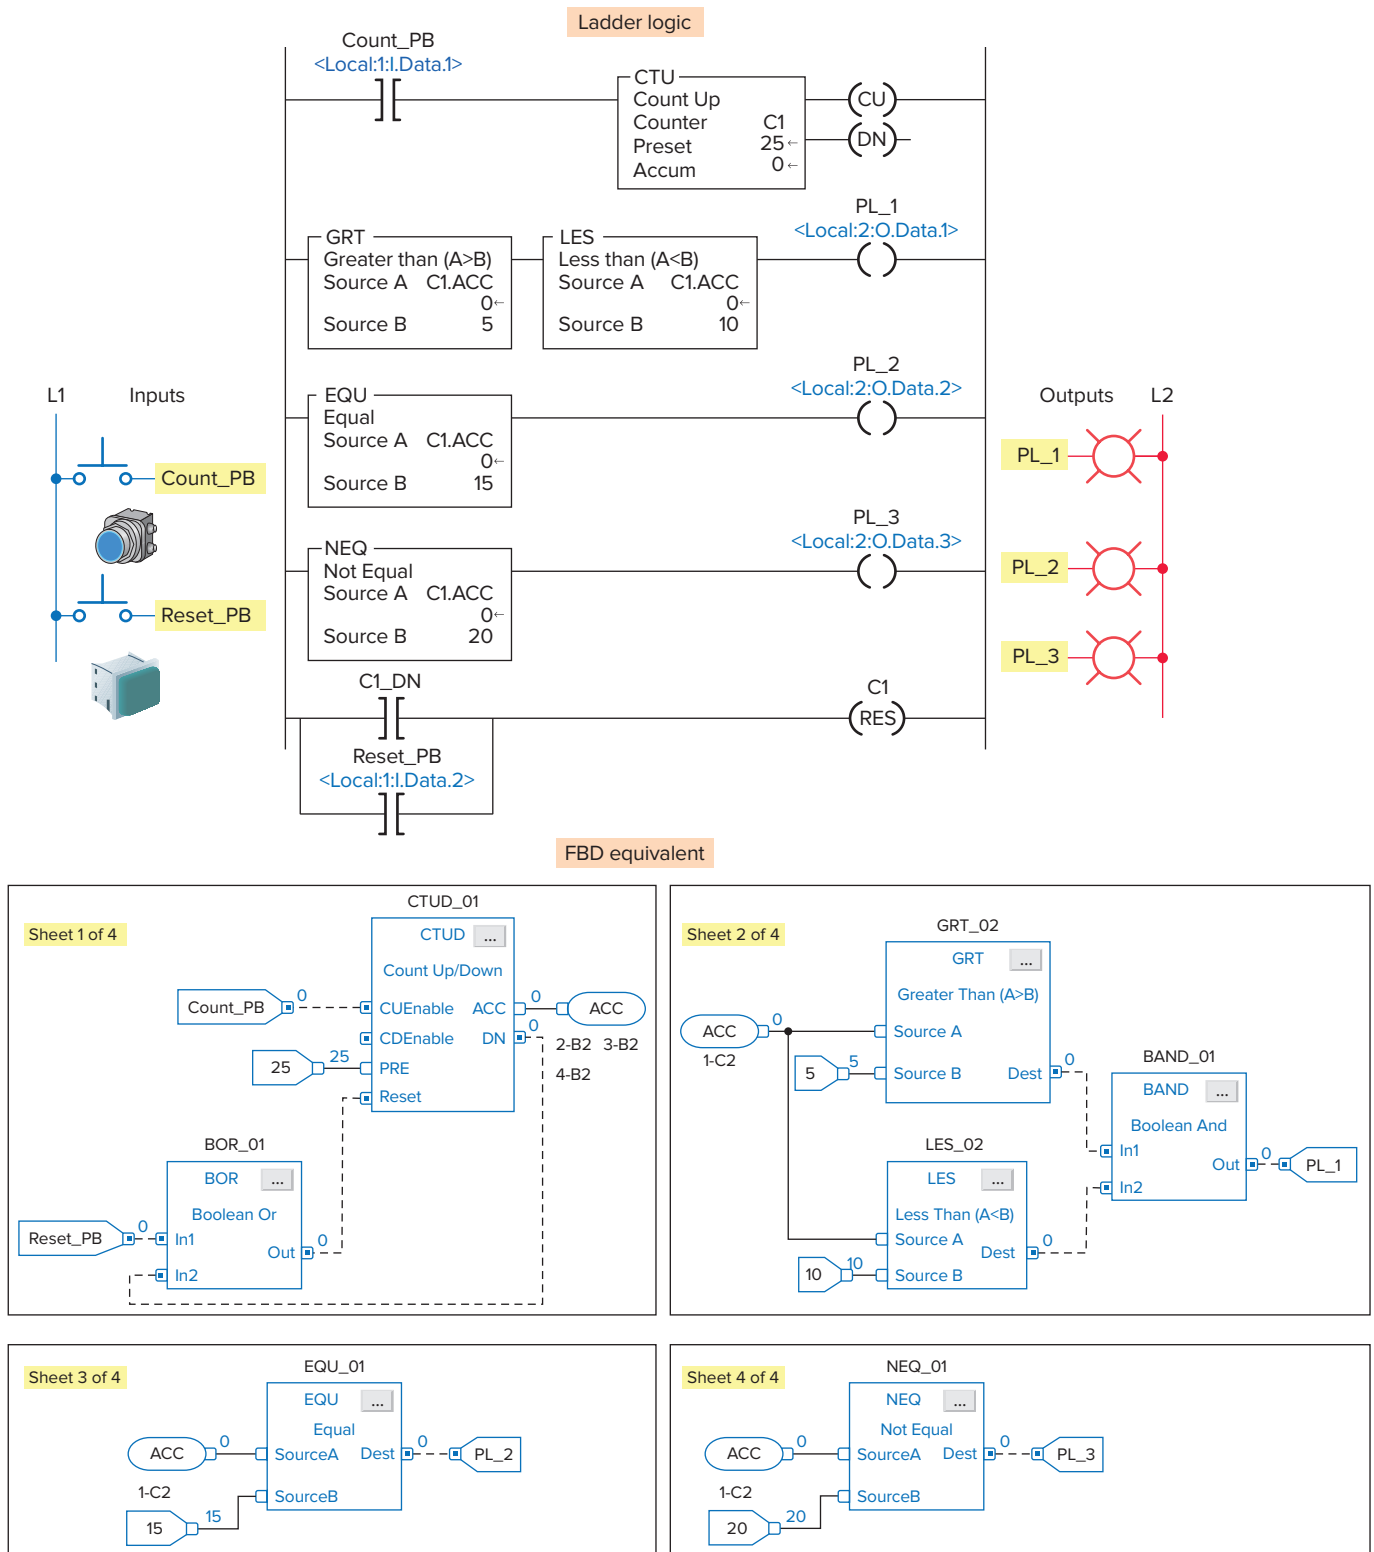 Ladder logic
Count_PB
<Local:1:I.Data.1>
CTU
Count Up
Counter C1
Preset 25←
Accum 0←
CU
DN
GRT
Greater than (A>B)
Source A C1.ACC
0←
Source B 5
LES
Less than (A<B)
Source A C1.ACC
0←
Source B 10
PL_1
<Local:2:O.Data.1>
EQU
Equal
Source A C1.ACC
0←
Source B 15
PL_2
<Local:2:O.Data.2>
NEQ
Not Equal
Source A C1.ACC
0←
Source B 20
PL_3
<Local:2:O.Data.3>
C1_DN
Reset_PB
<Local:1:I.Data.2>
C1
RES
L1 Inputs
Count_PB
Reset_PB
Outputs L2
PL_1
PL_2
PL_3
FBD equivalent
Sheet 1 of 4
CTUD_01
CTUD ...
Count Up/Down
Count_PB 0
CUEnable ACC 0 ACC
CDEnable DN 0
2-B2 3-B2
4-B2
25 25 PRE
Reset
BOR_01
BOR ...
Boolean Or
Reset_PB 0 In1
Out 0
In2
Sheet 2 of 4
GRT_02
GRT ...
Greater Than (A>B)
ACC 0 Source A
1-C2
5 5 Source B Dest 0
BAND_01
BAND ...
Boolean And
In1
Out 0 PL_1
In2
LES_02
LES ...
Less Than (A<B)
Source A
Dest 0
10 10 Source B
Sheet 3 of 4
EQU_01
EQU ...
Equal
ACC 0 SourceA Dest 0 PL_2
1-C2
SourceB
15 15
Sheet 4 of 4
NEQ_01
NEQ ...
Not Equal
ACC 0 SourceA Dest 0 PL_3
1-C2
SourceB
20 20